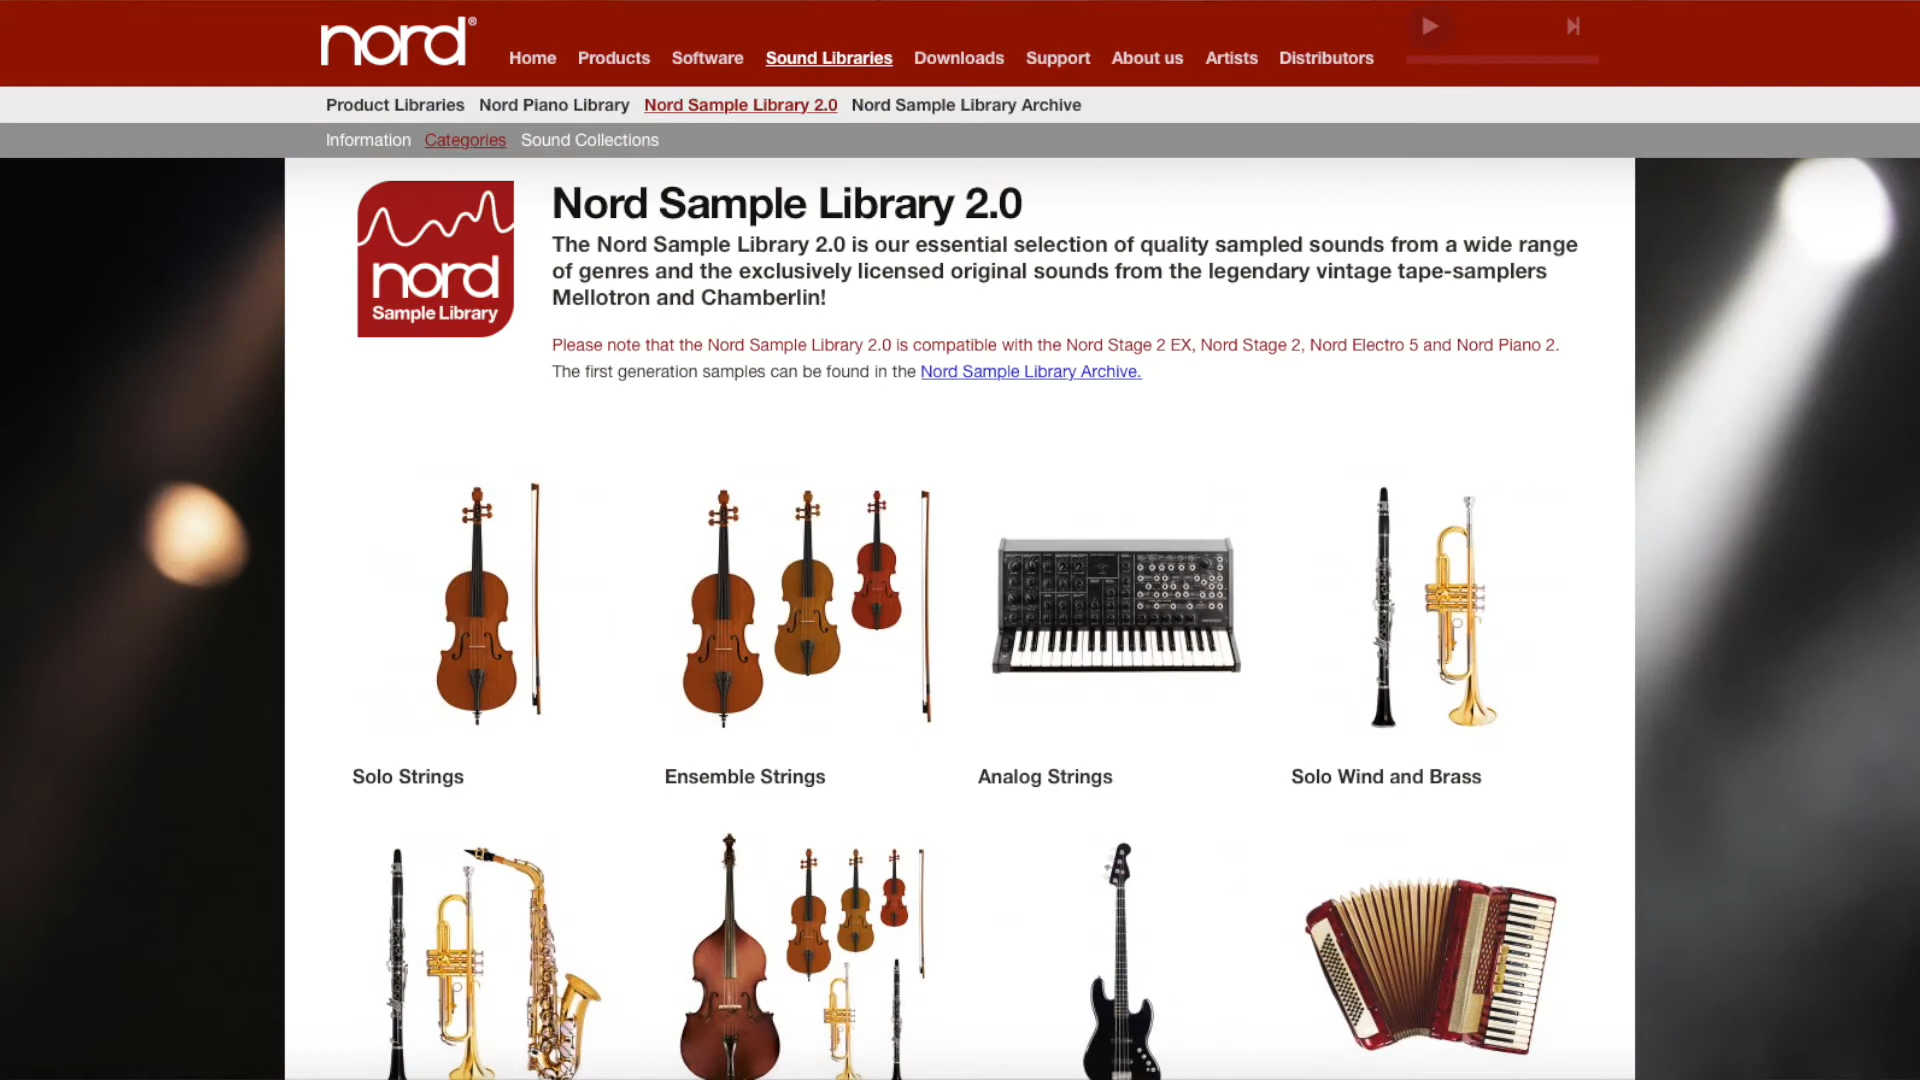 nord®
Home Products Software Sound Libraries Downloads Support About us Artists Distributors
Product Libraries Nord Piano Library Nord Sample Library 2.0 Nord Sample Library Archive
Information Categories Sound Collections
nord
Sample Library
Nord Sample Library 2.0
The Nord Sample Library 2.0 is our essential selection of quality sampled sounds from a wide range
of genres and the exclusively licensed original sounds from the legendary vintage tape-samplers
Mellotron and Chamberlin!
Please note that the Nord Sample Library 2.0 is compatible with the Nord Stage 2 EX, Nord Stage 2, Nord Electro 5 and Nord Piano 2.
The first generation samples can be found in the Nord Sample Library Archive.
Solo Strings
Ensemble Strings
Analog Strings
Solo Wind and Brass